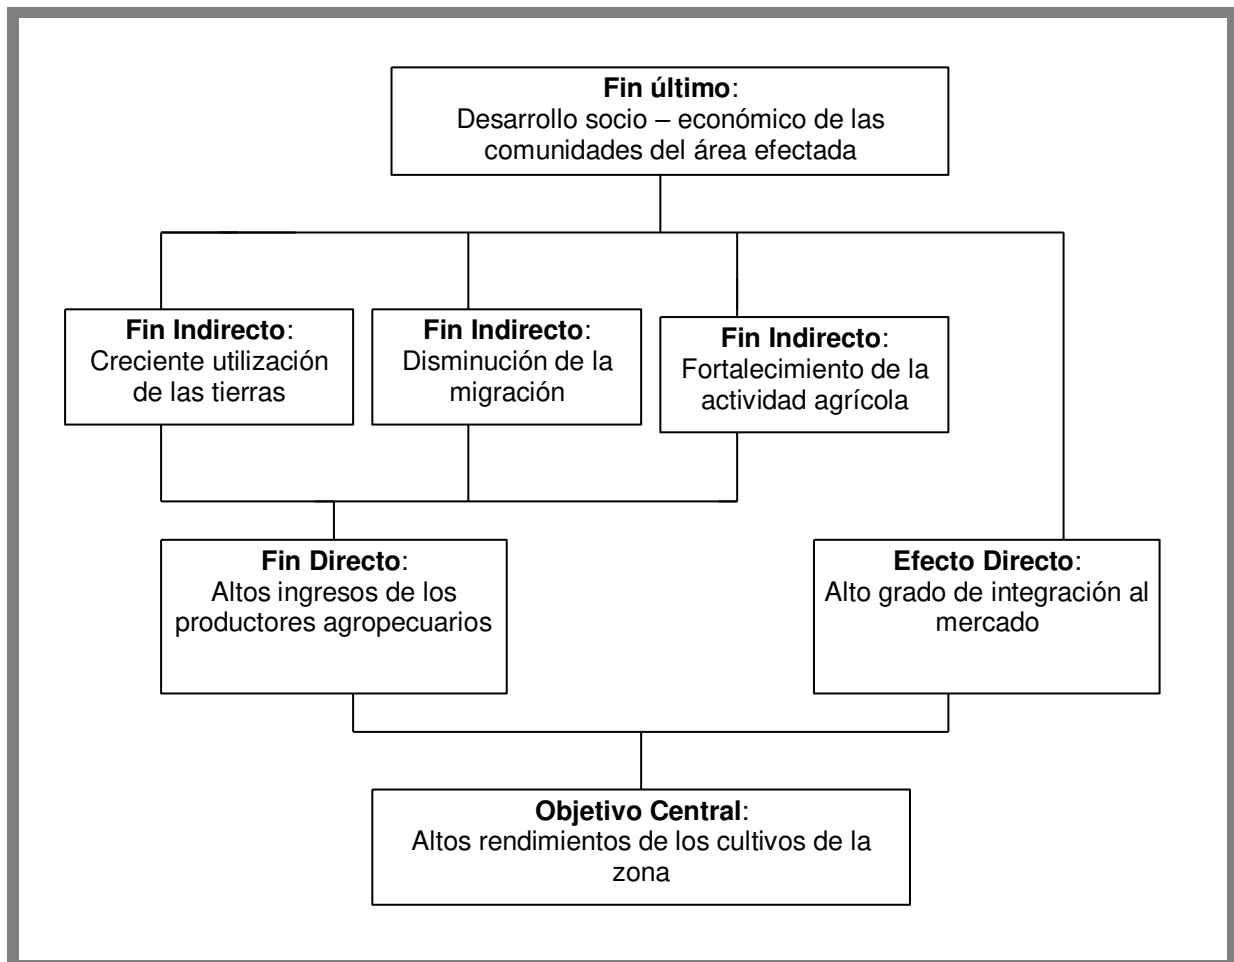 Fin último:
Desarrollo socio – económico de las
comunidades del área efectada
Fin Indirecto:
Creciente utilización
de las tierras
Fin Indirecto:
Disminución de la
migración
Fin Indirecto:
Fortalecimiento de la
actividad agrícola
Fin Directo:
Altos ingresos de los
productores agropecuarios
Efecto Directo:
Alto grado de integración al
mercado
Objetivo Central:
Altos rendimientos de los cultivos de la
zona